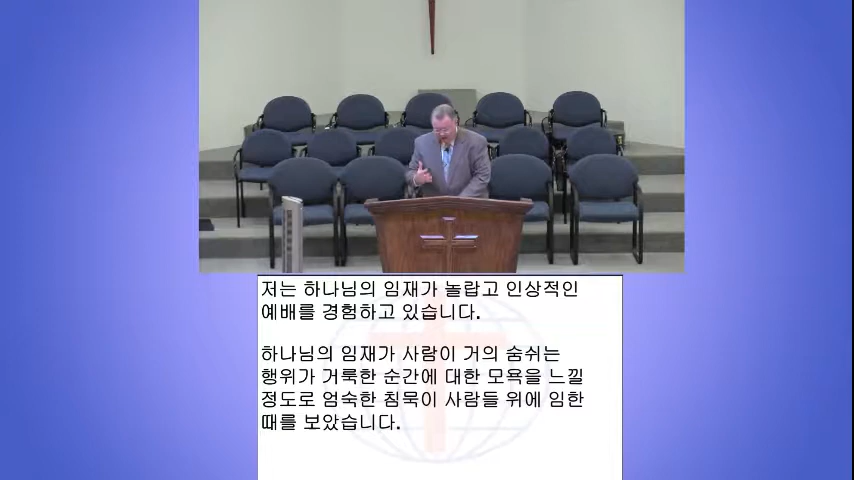 저는 하나님의 임재가 놀랍고 인상적인
예배를 경험하고 있습니다.
하나님의 임재가 사람이 거의 숨쉬는
행위가 거룩한 순간에 대한 모욕을 느낄
정도로 엄숙한 침묵이 사람들 위에 임한
때를 보았습니다.